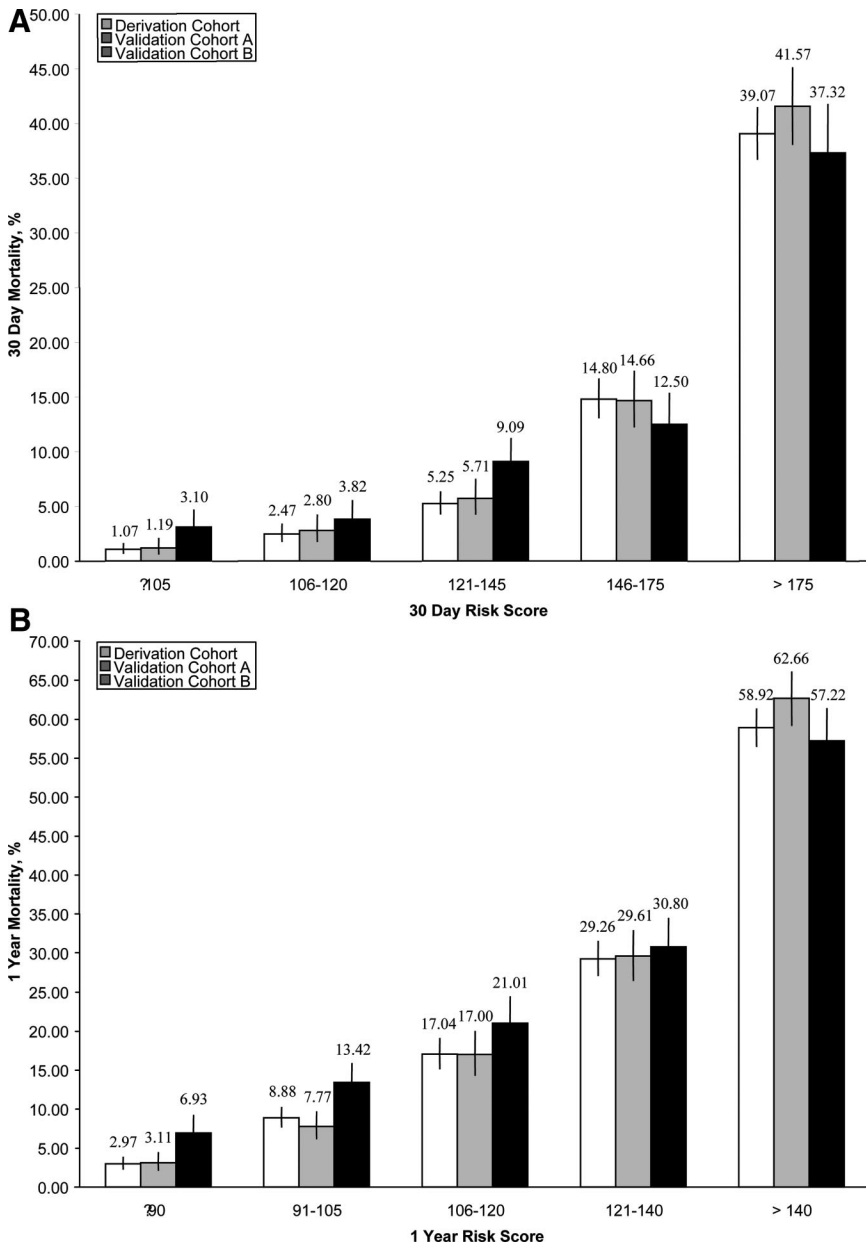 A
50.00
Derivation Cohort
Validation Cohort A
Validation Cohort B
45.00
40.00
35.00
30.00
25.00
20.00
15.00
10.00
5.00
0.00
30 Day Mortality, %
1.07 1.19 3.10
2.47 2.80 3.82
5.25 5.71 9.09
14.80 14.66 12.50
39.07 41.57 37.32
?105 106-120 121-145 146-175 > 175
30 Day Risk Score
B
70.00
Derivation Cohort
Validation Cohort A
Validation Cohort B
65.00
60.00
55.00
50.00
45.00
40.00
35.00
30.00
25.00
20.00
15.00
10.00
5.00
0.00
1 Year Mortality, %
2.97 3.11 6.93
8.88 7.77 13.42
17.04 17.00 21.01
29.26 29.61 30.80
58.92 62.66 57.22
?90 91-105 106-120 121-140 > 140
1 Year Risk Score